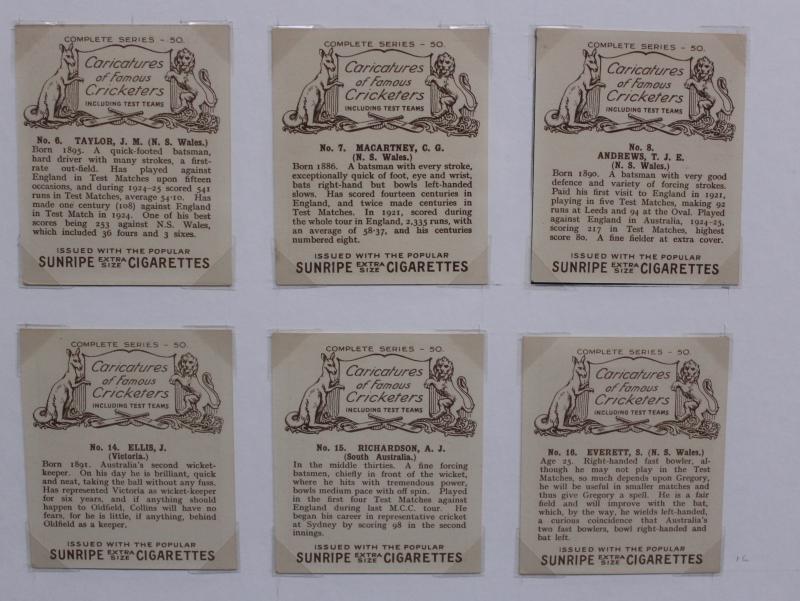 COMPLETE SERIES - 50.
Caricatures
of Famous
Cricketers
INCLUDING TEST TEAMS
No. 6. TAYLOR, J. M. (N. S. Wales.)
Born 1895. A quick-footed batsman,
hard driver with many strokes, a first-
rate out-field. Has played against
England in Test Matches upon fifteen
occasions, and during 1924-25 scored 541
runs in Test Matches, average 54·10. Has
made one century (108) against England
in Test Match in 1924. One of his best
scores being 253 against N.S. Wales,
which included 36 fours and 3 sixes.
ISSUED WITH THE POPULAR
SUNRIPE EXTRA SIZE CIGARETTES
COMPLETE SERIES - 50.
Caricatures
of Famous
Cricketers
INCLUDING TEST TEAMS
No. 7. MACARTNEY, C. G.
(N. S. Wales.)
Born 1886. A batsman with every stroke,
exceptionally quick of foot, eye and wrist,
bats right-hand but bowls left-handed
slows. Has scored fourteen centuries in
England, and twice made centuries in
Test Matches. In 1921, scored during
the whole tour in England, 2,335 runs, with
an average of 58·37, and his centuries
numbered eight.
ISSUED WITH THE POPULAR
SUNRIPE EXTRA SIZE CIGARETTES
COMPLETE SERIES - 50.
Caricatures
of Famous
Cricketers
INCLUDING TEST TEAMS
No. 8.
ANDREWS, T. J. E.
(N. S. Wales.)
Born 1890. A batsman with very good
defence and variety of forcing strokes.
Paid his first visit to England in 1921,
playing in five Test Matches, making 92
runs at Leeds and 94 at the Oval. Played
against England in Australia, 1924-25,
scoring 217 in Test Matches, highest
score 80. A fine fielder at extra cover.
ISSUED WITH THE POPULAR
SUNRIPE EXTRA SIZE CIGARETTES
COMPLETE SERIES - 50.
Caricatures
of Famous
Cricketers
INCLUDING TEST TEAMS
No. 14. ELLIS, J.
(Victoria.)
Born 1891. Australia's second wicket-
keeper. On his day he is brilliant, quick
and neat, taking the ball without any fuss.
Has represented Victoria as wicket-keeper
for six years, and if anything should
happen to Oldfield, Collins will have no
fears, for he is little, if anything, behind
Oldfield as a keeper.
ISSUED WITH THE POPULAR
SUNRIPE EXTRA SIZE CIGARETTES
COMPLETE SERIES - 50.
Caricatures
of Famous
Cricketers
INCLUDING TEST TEAMS
No. 15. RICHARDSON, A. J.
(South Australia.)
In the middle thirties. A fine forcing
batsmen, chiefly in front of the wicket,
where he hits with tremendous power,
bowls medium pace with off spin. Played
in the first four Test Matches against
England during last M.C.C. tour. He
began his career in representative cricket
at Sydney by scoring 98 in the second
innings.
ISSUED WITH THE POPULAR
SUNRIPE EXTRA SIZE CIGARETTES
COMPLETE SERIES - 50.
Caricatures
of Famous
Cricketers
INCLUDING TEST TEAMS
No. 16. EVERETT, S. (N. S. Wales.)
Age 25. Right-handed fast bowler, al-
though he may not play in the Test
Matches, so much depends upon Gregory,
he will be useful in smaller matches and
thus give Gregory a spell. He is a fair
field and will improve with the bat,
which, by the way, he wields left-handed,
a curious coincidence that Australia's
two fast bowlers, bowl right-handed and
bat left.
ISSUED WITH THE POPULAR
SUNRIPE EXTRA SIZE CIGARETTES